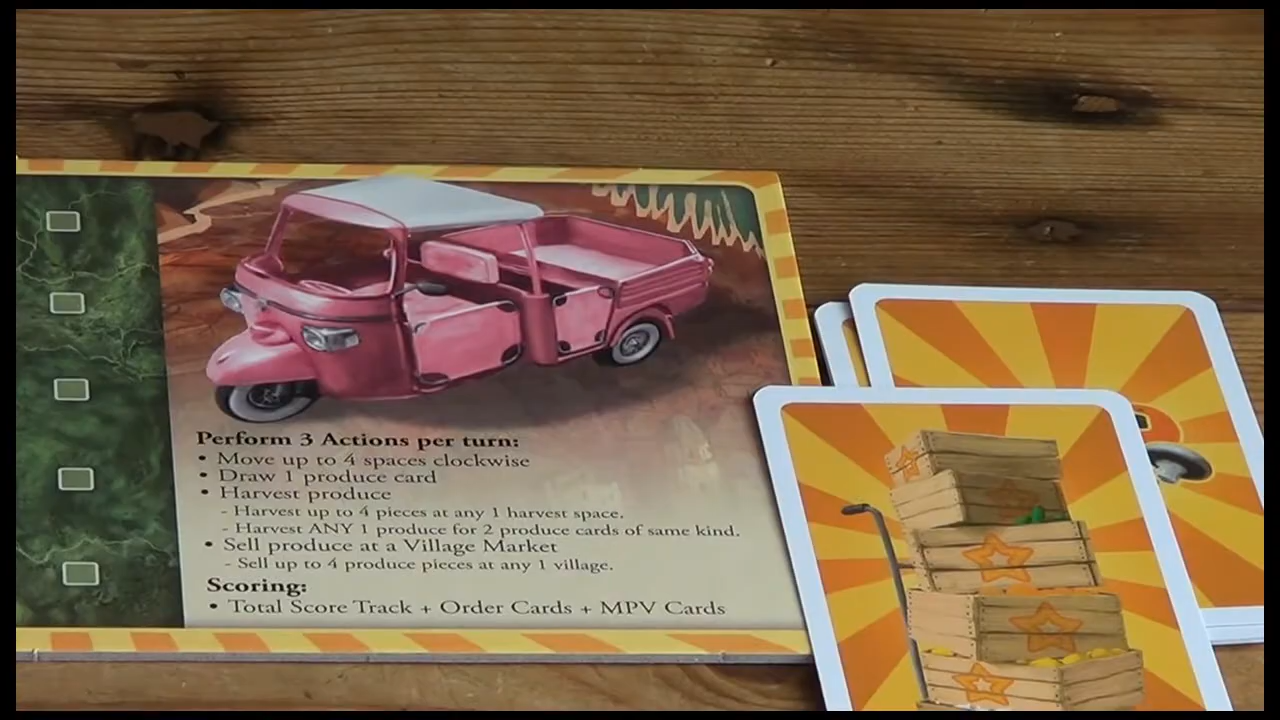 Perform 3 Actions per turn:
• Move up to 4 spaces clockwise
• Draw 1 produce card
• Harvest produce
- Harvest up to 4 pieces at any 1 harvest space.
- Harvest ANY 1 produce for 2 produce cards of same kind.
• Sell produce at a Village Market
- Sell up to 4 produce pieces at any 1 village.
Scoring:
• Total Score Track + Order Cards + MPV Cards